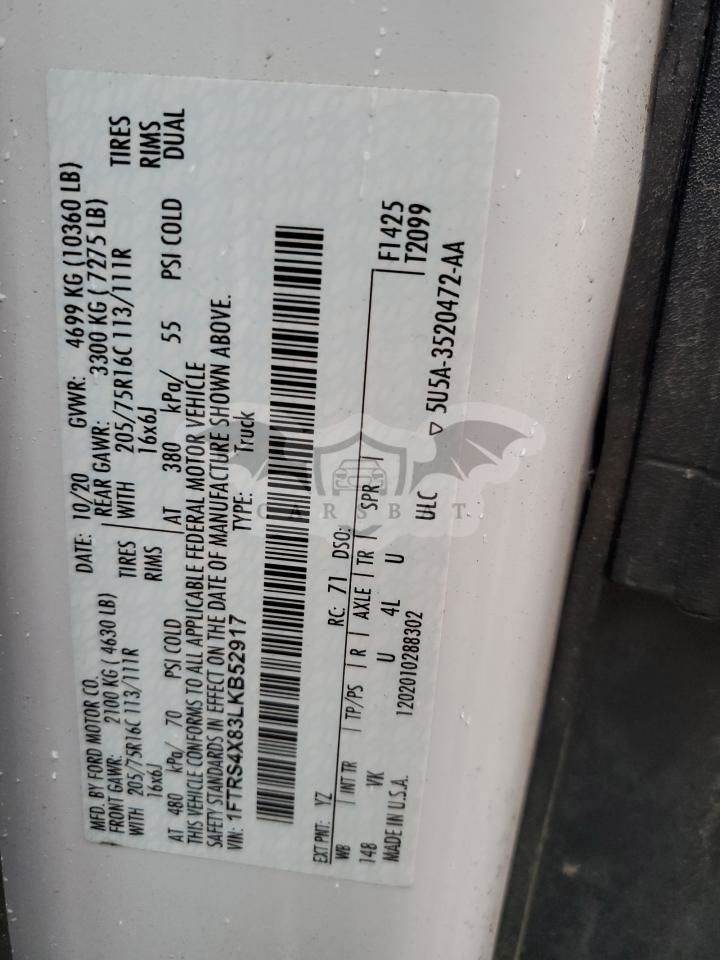 MFD. BY FORD MOTOR CO.
DATE: 10/20 GVWR: 4699 KG (10360 LB)
FRONT GAWR: 2100 KG ( 4630 LB)
REAR GAWR: 3300 KG ( 7275 LB)
WITH 205/75R16C 113/111R TIRES
WITH 205/75R16C 113/111R TIRES
16x6J RIMS
16x6J RIMS
AT 480 kPa/ 70 PSI COLD
AT 380 kPa/ 55 PSI COLD DUAL
THIS VEHICLE CONFORMS TO ALL APPLICABLE FEDERAL MOTOR VEHICLE
SAFETY STANDARDS IN EFFECT ON THE DATE OF MANUFACTURE SHOWN ABOVE.
VIN: 1FTRS4X83LKB52917 TYPE: Truck
EXT PNT: YZ RC: 71 DSO:
WB INT TR TP/PS R AXLE TR SPR F1425
T2099
148 VK U 4L U
MADE IN U.S.A. 1202010288302 ULC ▽ 5U5A-3520472-AA
CARSBAT